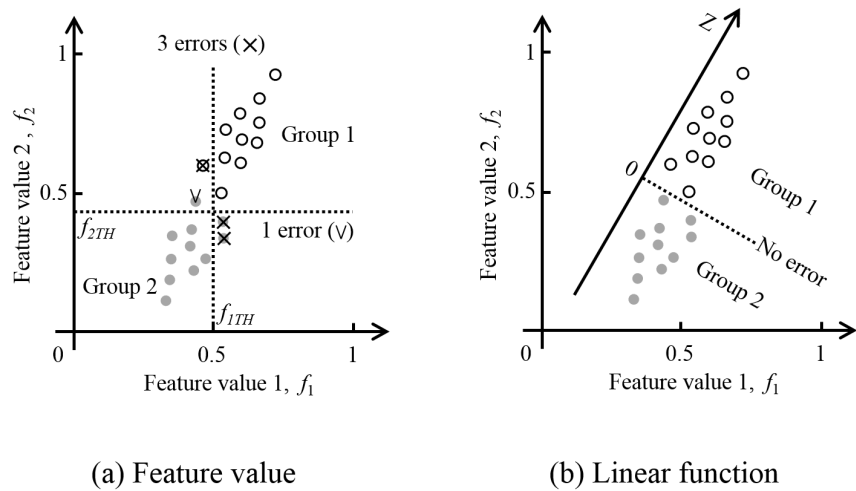 3 errors (×)
1
Group 1
Feature value 2 , f2
0.5
V
f2TH
1 error (V)
Group 2
f1TH
0
0.5
1
Feature value 1, f1
(a) Feature value
Z
1
Feature value 2, f2
0
0.5
Group 1
No error
Group 2
0
0.5
1
Feature value 1, f1
(b) Linear function